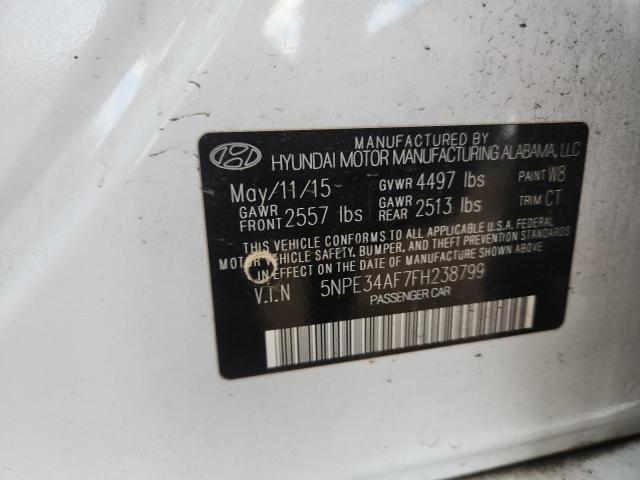 MANUFACTURED BY
HYUNDAI MOTOR MANUFACTURING ALABAMA, LLC
May/11/15 GVWR 4497 lbs PAINT W8
GAWR FRONT 2557 lbs GAWR REAR 2513 lbs TRIM CT
THIS VEHICLE CONFORMS TO ALL APPLICABLE U.S.A. FEDERAL
MOTOR VEHICLE SAFETY, BUMPER, AND THEFT PREVENTION STANDARDS
IN EFFECT ON THE DATE OF MANUFACTURE SHOWN ABOVE
V.I.N 5NPE34AF7FH238799
PASSENGER CAR